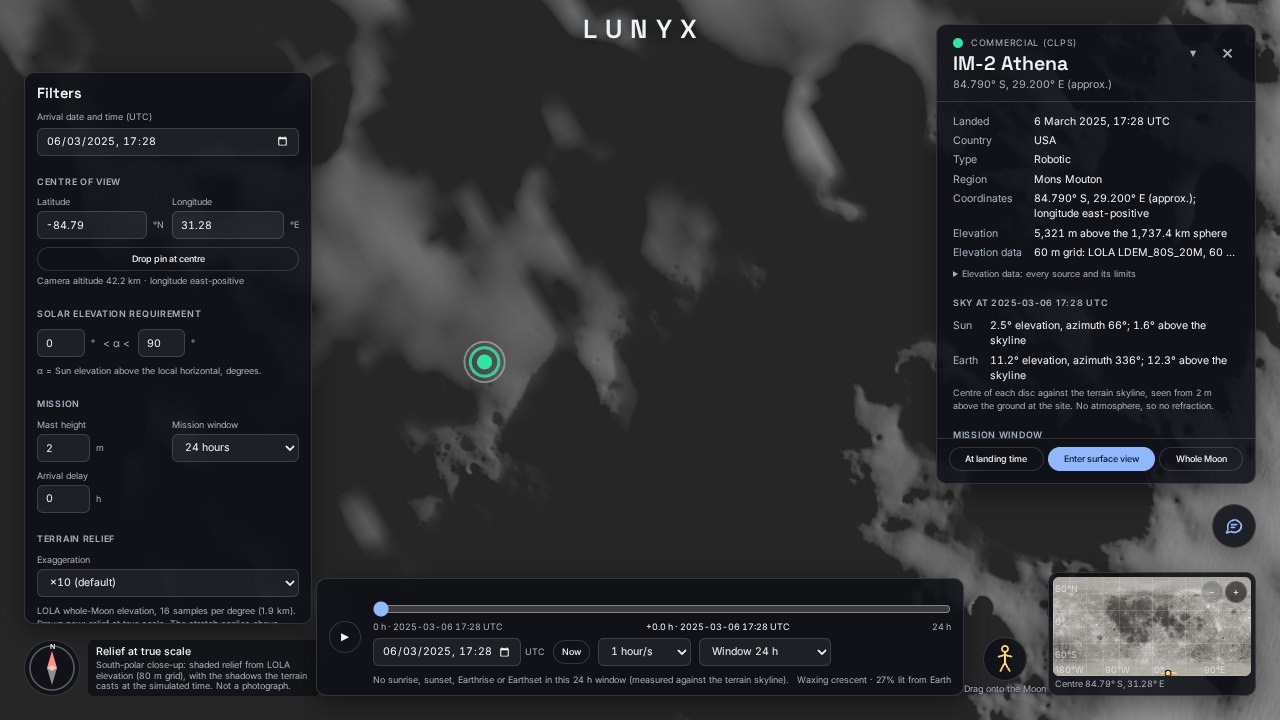 LUNYX
Filters
Arrival date and time (UTC)
06/03/2025, 17:28
CENTRE OF VIEW
Latitude
Longitude
-84.79
°N
31.28
°E
Drop pin at centre
Camera altitude 42.2 km · longitude east-positive
SOLAR ELEVATION REQUIREMENT
0 ° < α < 90 °
α = Sun elevation above the local horizontal, degrees.
MISSION
Mast height
Mission window
2 m
24 hours
Arrival delay
0 h
TERRAIN RELIEF
Exaggeration
×10 (default)
LOLA whole-Moon elevation, 16 samples per degree (1.9 km).
N
Relief at true scale
South-polar close-up: shaded relief from LOLA
elevation (80 m grid), with the shadows the terrain
casts at the simulated time. Not a photograph.
0 h · 2025-03-06 17:28 UTC
+0.0 h · 2025-03-06 17:28 UTC
24 h
06/03/2025, 17:28
UTC
Now
1 hour/s
Window 24 h
No sunrise, sunset, Earthrise or Earthset in this 24 h window (measured against the terrain skyline).
Waxing crescent · 27% lit from Earth
COMMERCIAL (CLPS)
IM-2 Athena
84.790° S, 29.200° E (approx.)
Landed 6 March 2025, 17:28 UTC
Country USA
Type Robotic
Region Mons Mouton
Coordinates 84.790° S, 29.200° E (approx.);
longitude east-positive
Elevation 5,321 m above the 1,737.4 km sphere
Elevation data 60 m grid: LOLA LDEM_80S_20M, 60 ...
Elevation data: every source and its limits
SKY AT 2025-03-06 17:28 UTC
Sun 2.5° elevation, azimuth 66°; 1.6° above the
skyline
Earth 11.2° elevation, azimuth 336°; 12.3° above the
skyline
Centre of each disc against the terrain skyline, seen from 2 m
above the ground at the site. No atmosphere, so no refraction.
MISSION WINDOW
At landing time
Enter surface view
Whole Moon
Drag onto the Moon
60°N
0°
60°S
180°W 90°W 0° 90°E
Centre 84.79° S, 31.28° E